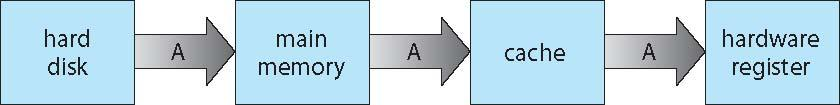 hard
disk
A
main
memory
A
cache
A
hardware
register